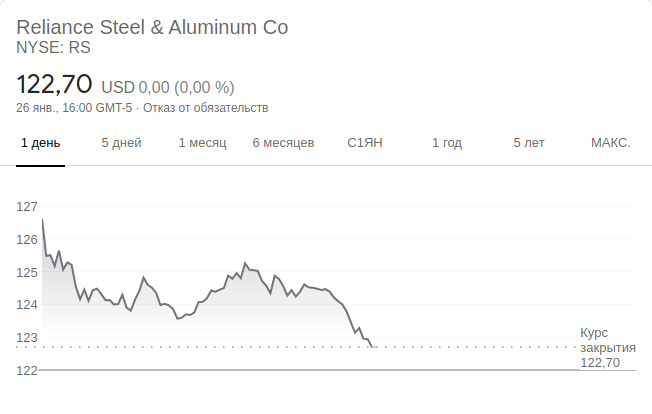 Reliance Steel & Aluminum Co
NYSE: RS
122,70 USD 0,00 (0,00 %)
26 янв., 16:00 GMT-5 · Отказ от обязательств
1 день 5 дней 1 месяц 6 месяцев С1ЯН 1 год 5 лет МАКС.
127
126
125
124
123
Курс
закрытия
122,70
122